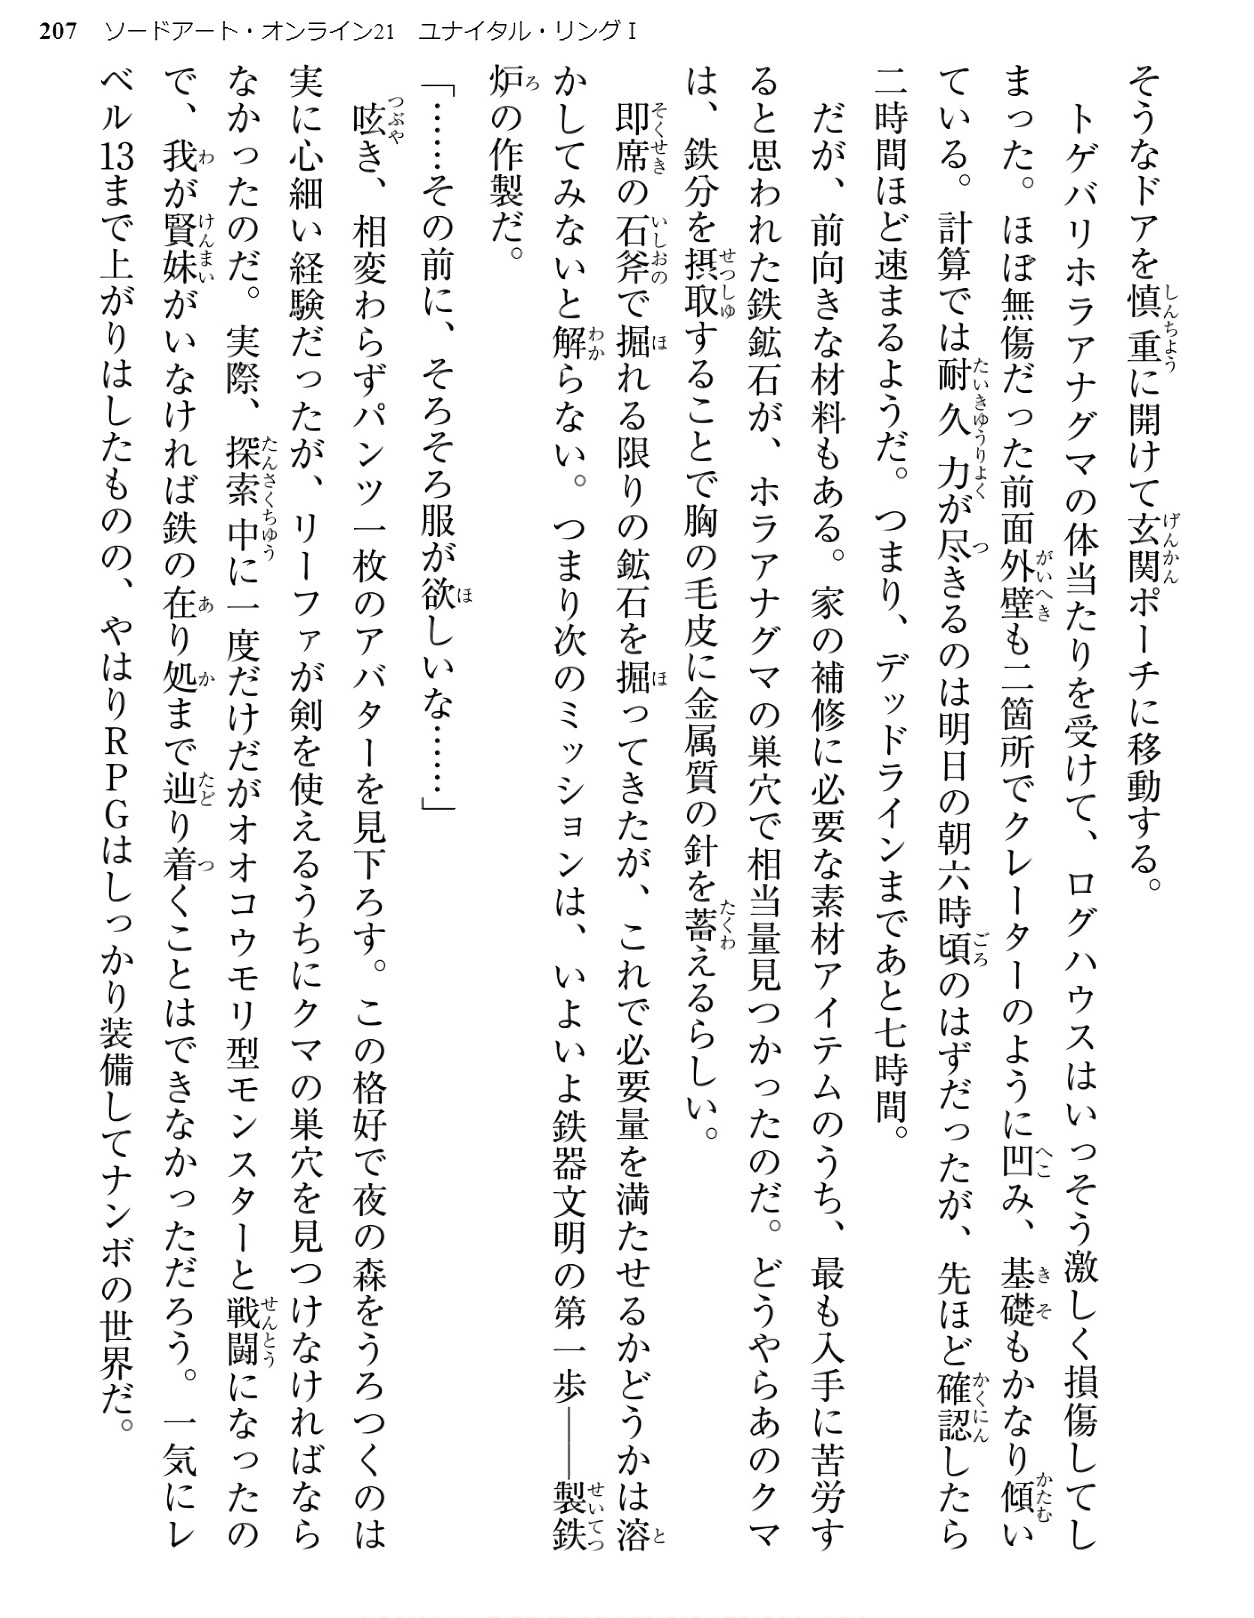 207 ソードアート・オンライン21 ユナイタル・リングⅠ
そうなドアを慎重に開けて玄関ポーチに移動する。
　トゲバリホラアナグマの体当たりを受けて、ログハウスはいっそう激しく損傷してし
まった。ほぼ無傷だった前面外壁も二箇所でクレーターのように凹み、基礎もかなり傾い
ている。計算では耐久力が尽きるのは明日の朝六時頃のはずだったが、先ほど確認したら
二時間ほど速まるようだ。つまり、デッドラインまであと七時間。
　だが、前向きな材料もある。家の補修に必要な素材アイテムのうち、最も入手に苦労す
ると思われた鉄鉱石が、ホラアナグマの巣穴で相当量見つかったのだ。どうやらあのクマ
は、鉄分を摂取することで胸の毛皮に金属質の針を蓄えるらしい。
　即席の石斧で掘れる限りの鉱石を掘ってきたが、これで必要量を満たせるかどうかは溶
かしてみないと解らない。つまり次のミッションは、いよいよ鉄器文明の第一歩――製鉄
炉の作製だ。
「……その前に、そろそろ服が欲しいな……」
　呟き、相変わらずパンツ一枚のアバターを見下ろす。この格好で夜の森をうろつくのは
実に心細い経験だったが、リーファが剣を使えるうちにクマの巣穴を見つけなければなら
なかったのだ。実際、探索中に一度だけだがオオコウモリ型モンスターと戦闘になったの
で、我が賢妹がいなければ鉄の在り処まで辿り着くことはできなかっただろう。一気にレ
ベル13まで上がりはしたものの、やはりＲＰＧはしっかり装備してナンボの世界だ。